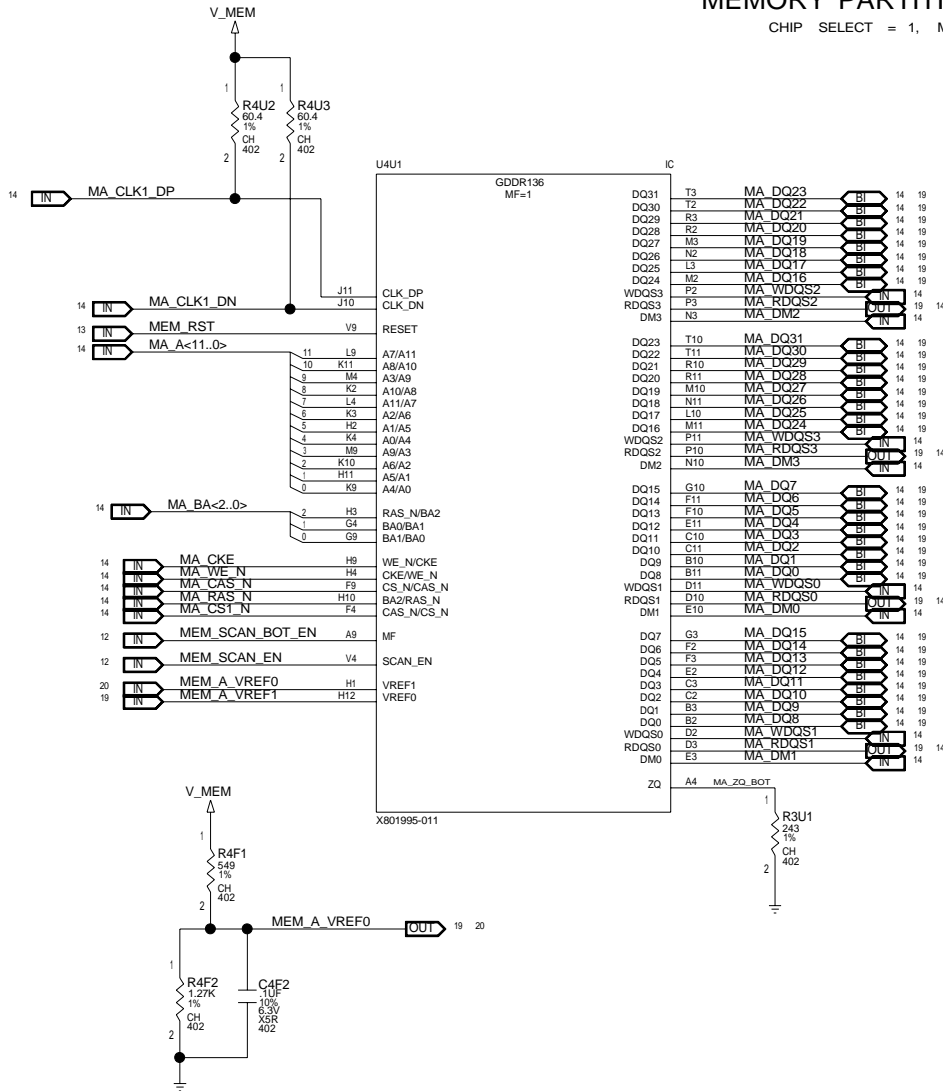 MEMORY PARTITI
CHIP SELECT = 1, M
V_MEM
1 1
R4U2 R4U3
60.4 60.4
1% 1%
CH CH
402 402
2 2
U4U1 IC
GDDR136
MF=1
14 IN MA_CLK1_DP
J11 CLK_DP
14 IN MA_CLK1_DN J10 CLK_DN
13 IN MEM_RST V9 RESET
14 IN MA_A<11..0>
11 L9 A7/A11
10 K11 A8/A10
9 M4 A3/A9
8 K2 A10/A8
7 L4 A11/A7
6 K3 A2/A6
5 H2 A1/A5
4 K4 A0/A4
3 M9 A9/A3
2 K10 A6/A2
1 H11 A5/A1
0 K9 A4/A0
14 IN MA_BA<2..0>
2 H3 RAS_N/BA2
1 G4 BA0/BA1
0 G9 BA1/BA0
14 IN MA_CKE H9 WE_N/CKE
14 IN MA_WE_N H4 CKE/WE_N
14 IN MA_CAS_N F9 CS_N/CAS_N
14 IN MA_RAS_N H10 BA2/RAS_N
14 IN MA_CS1_N F4 CAS_N/CS_N
12 IN MEM_SCAN_BOT_EN A9 MF
12 IN MEM_SCAN_EN V4 SCAN_EN
20 IN MEM_A_VREF0 H1 VREF1
19 IN MEM_A_VREF1 H12 VREF0
DQ31 T3 MA_DQ23 BI 14 19
DQ30 T2 MA_DQ22 BI 14 19
DQ29 R3 MA_DQ21 BI 14 19
DQ28 R2 MA_DQ20 BI 14 19
DQ27 M3 MA_DQ19 BI 14 19
DQ26 N2 MA_DQ18 BI 14 19
DQ25 L3 MA_DQ17 BI 14 19
DQ24 M2 MA_DQ16 BI 14 19
WDQS3 P2 MA_WDQS2 IN 14
RDQS3 P3 MA_RDQS2 OUT 19 14
DM3 N3 MA_DM2 IN 14
DQ23 T10 MA_DQ31 BI 14 19
DQ22 T11 MA_DQ30 BI 14 19
DQ21 R10 MA_DQ29 BI 14 19
DQ20 R11 MA_DQ28 BI 14 19
DQ19 M10 MA_DQ27 BI 14 19
DQ18 N11 MA_DQ26 BI 14 19
DQ17 L10 MA_DQ25 BI 14 19
DQ16 M11 MA_DQ24 BI 14 19
WDQS2 P11 MA_WDQS3 IN 14
RDQS2 P10 MA_RDQS3 OUT 19 14
DM2 N10 MA_DM3 IN 14
DQ15 G10 MA_DQ7 BI 14 19
DQ14 F11 MA_DQ6 BI 14 19
DQ13 F10 MA_DQ5 BI 14 19
DQ12 E11 MA_DQ4 BI 14 19
DQ11 C10 MA_DQ3 BI 14 19
DQ10 C11 MA_DQ2 BI 14 19
DQ9 B10 MA_DQ1 BI 14 19
DQ8 B11 MA_DQ0 BI 14 19
WDQS1 D11 MA_WDQS0 IN 14
RDQS1 D10 MA_RDQS0 OUT 19 14
DM1 E10 MA_DM0 IN 14
DQ7 G3 MA_DQ15 BI 14 19
DQ6 F2 MA_DQ14 BI 14 19
DQ5 F3 MA_DQ13 BI 14 19
DQ4 E2 MA_DQ12 BI 14 19
DQ3 C3 MA_DQ11 BI 14 19
DQ2 C2 MA_DQ10 BI 14 19
DQ1 B3 MA_DQ9 BI 14 19
DQ0 B2 MA_DQ8 BI 14 19
WDQS0 D2 MA_WDQS1 IN 14
RDQS0 D3 MA_RDQS1 OUT 19 14
DM0 E3 MA_DM1 IN 14
ZQ A4 MA_ZQ_BOT
X801995-011
1
R3U1
243
1%
CH
402
2
V_MEM
1
R4F1
549
1%
CH
402
2
MEM_A_VREF0 OUT 19 20
1
R4F2
1.27K
1%
CH
402
2
C4F2
.1UF
10%
6.3V
X5R
402